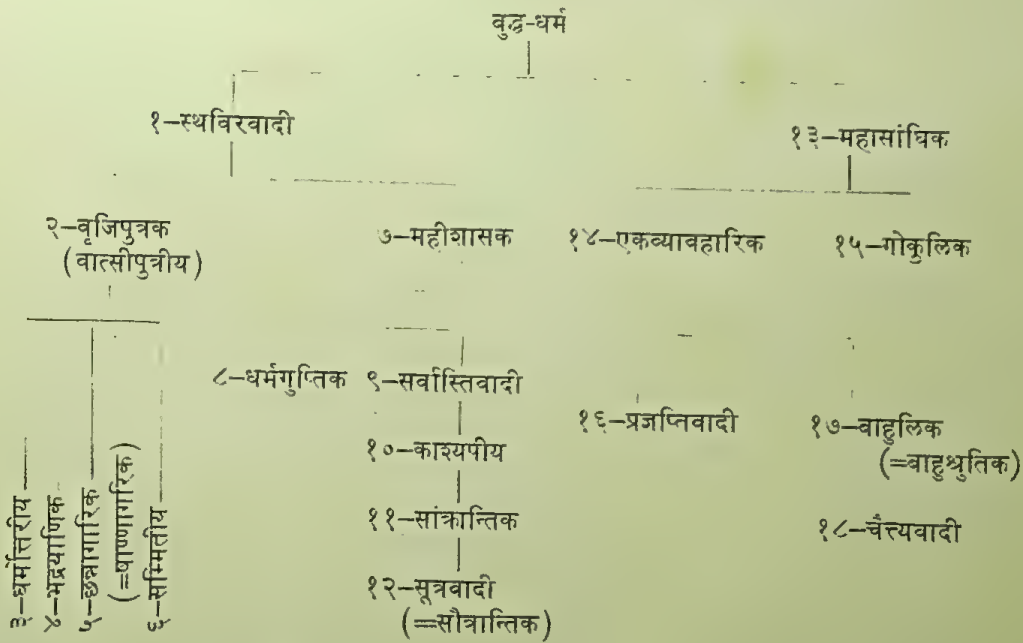 वुद्ध-धर्म
१–स्थविरवादी
१३–महासांघिक
२–वृजिपुत्रक
(वात्सीपुत्रीय)
७–महीशासक
१४–एकव्यावहारिक
१५–गोकुलिक
३–धर्मोत्तरीय
४–भद्रयाणिक
५–छन्नागारिक
(=षाण्णागरिक)
६–सम्मितीय
८–धर्मगुप्तिक
९–सर्वास्तिवादी
१०–काश्यपीय
११–सांक्रान्तिक
१२–सूत्रवादी
(==सौत्रान्तिक)
१६–प्रज्ञप्तिवादी
१७–वाहुलिक
(=बाहुश्रुतिक)
१८–चैत्यवादी